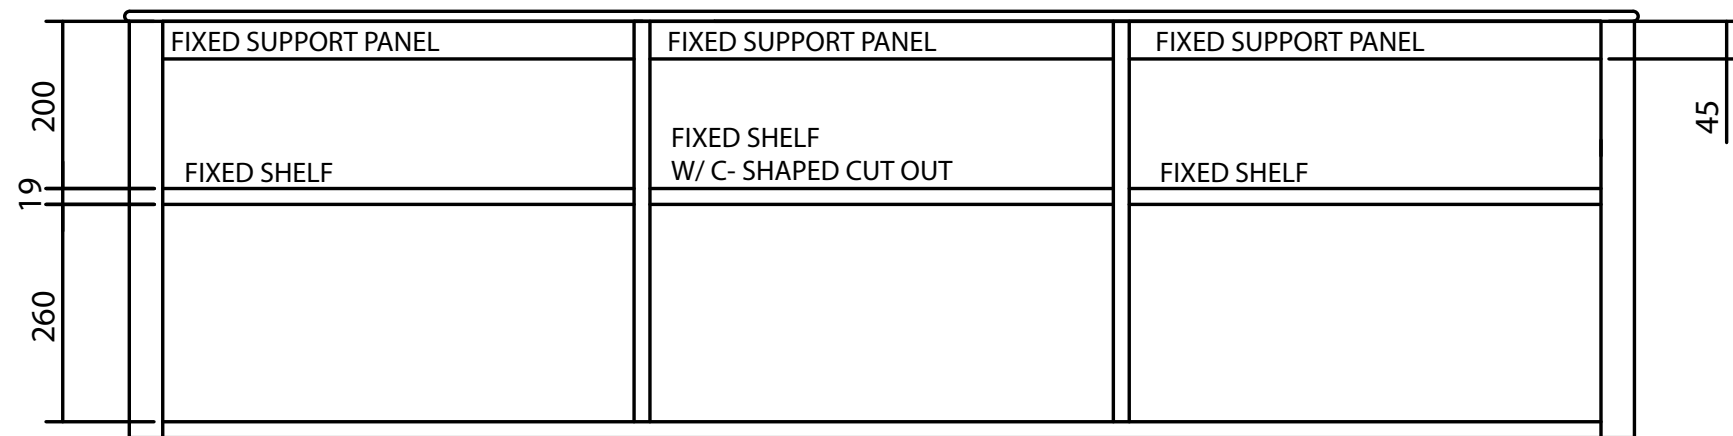 FIXED SUPPORT PANEL
FIXED SUPPORT PANEL
FIXED SUPPORT PANEL
200
45
FIXED SHELF
W/ C- SHAPED CUT OUT
FIXED SHELF
FIXED SHELF
19
260